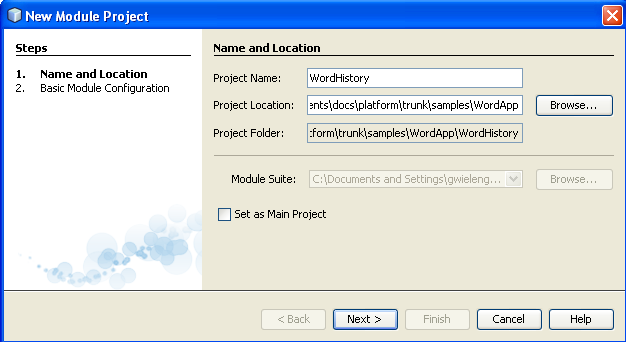 New Module Project
Steps
1. Name and Location
2. Basic Module Configuration
Name and Location
Project Name: WordHistory
Project Location: ents\docs\platform\trunk\samples\WordApp Browse...
Project Folder: :form\trunk\samples\WordApp\WordHistory
Module Suite: C:\Documents and Settings\gwieleng... Browse...
Set as Main Project
< Back Next > Finish Cancel Help